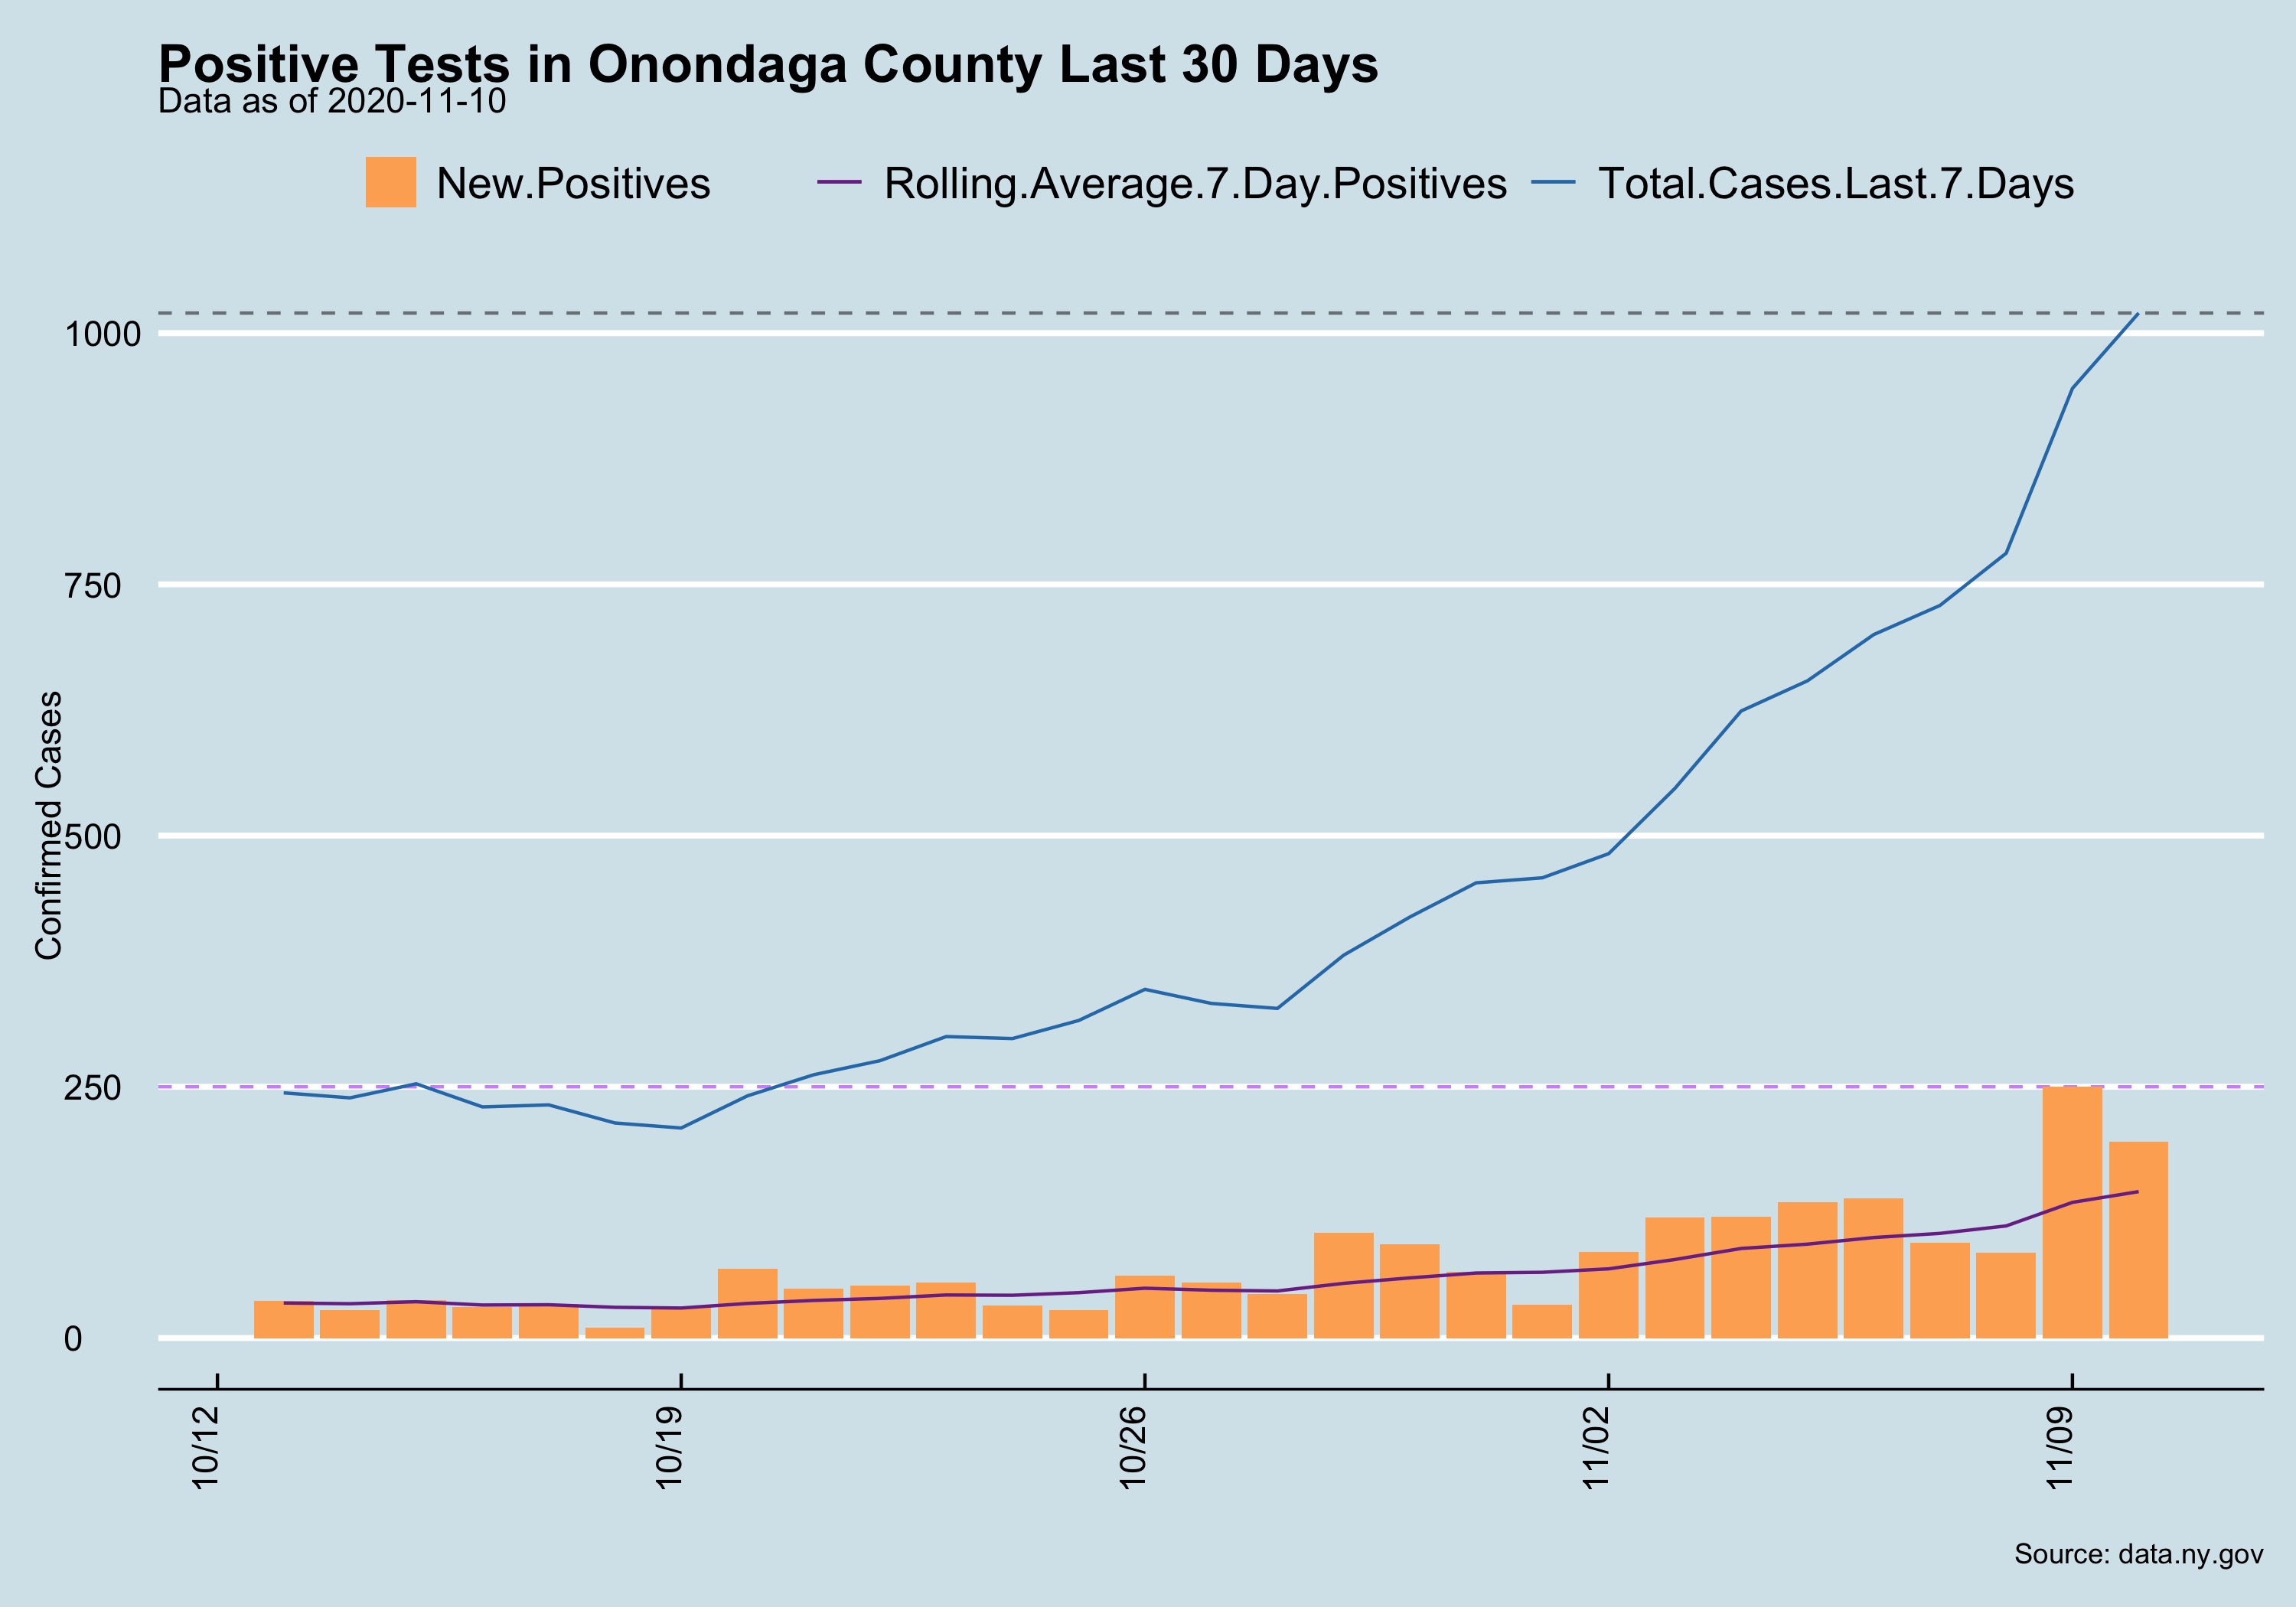 Positive Tests in Onondaga County Last 30 Days
Data as of 2020-11-10
New.Positives Rolling.Average.7.Day.Positives Total.Cases.Last.7.Days
Confirmed Cases
1000
750
500
250
0
10/12 10/19 10/26 11/02 11/09
Source: data.ny.gov